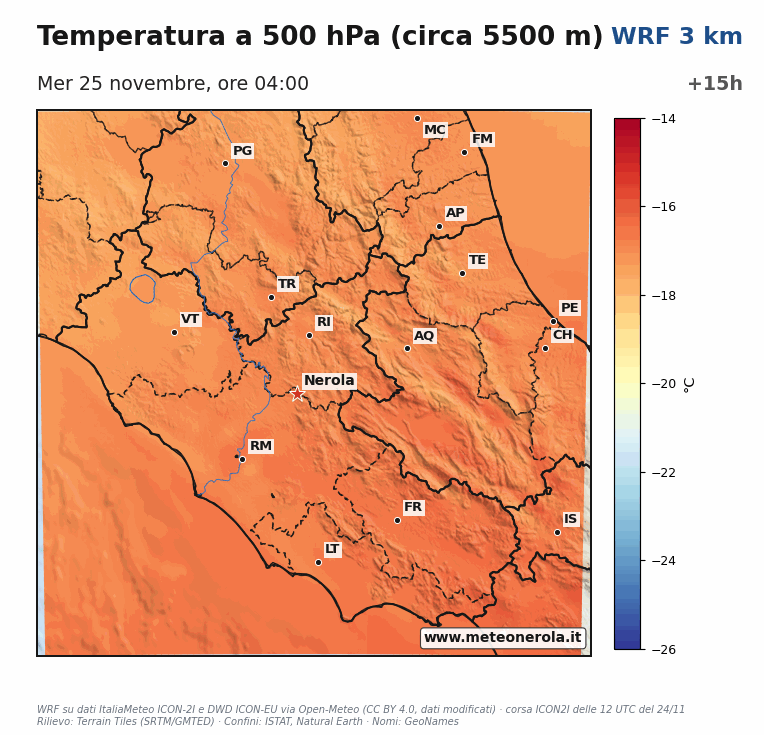 Temperatura a 500 hPa (circa 5500 m) WRF 3 km
Mer 25 novembre, ore 04:00 +15h
MC
FM
PG
AP
TE
TR
PE
VT
RI
AQ
CH
Nerola
RM
FR
IS
LT
www.meteonerola.it
−14
−16
−18
−20
−22
−24
−26
°C
WRF su dati ItaliaMeteo ICON-2I e DWD ICON-EU via Open-Meteo (CC BY 4.0, dati modificati) · corsa ICON2I delle 12 UTC del 24/11
Rilievo: Terrain Tiles (SRTM/GMTED) · Confini: ISTAT, Natural Earth · Nomi: GeoNames